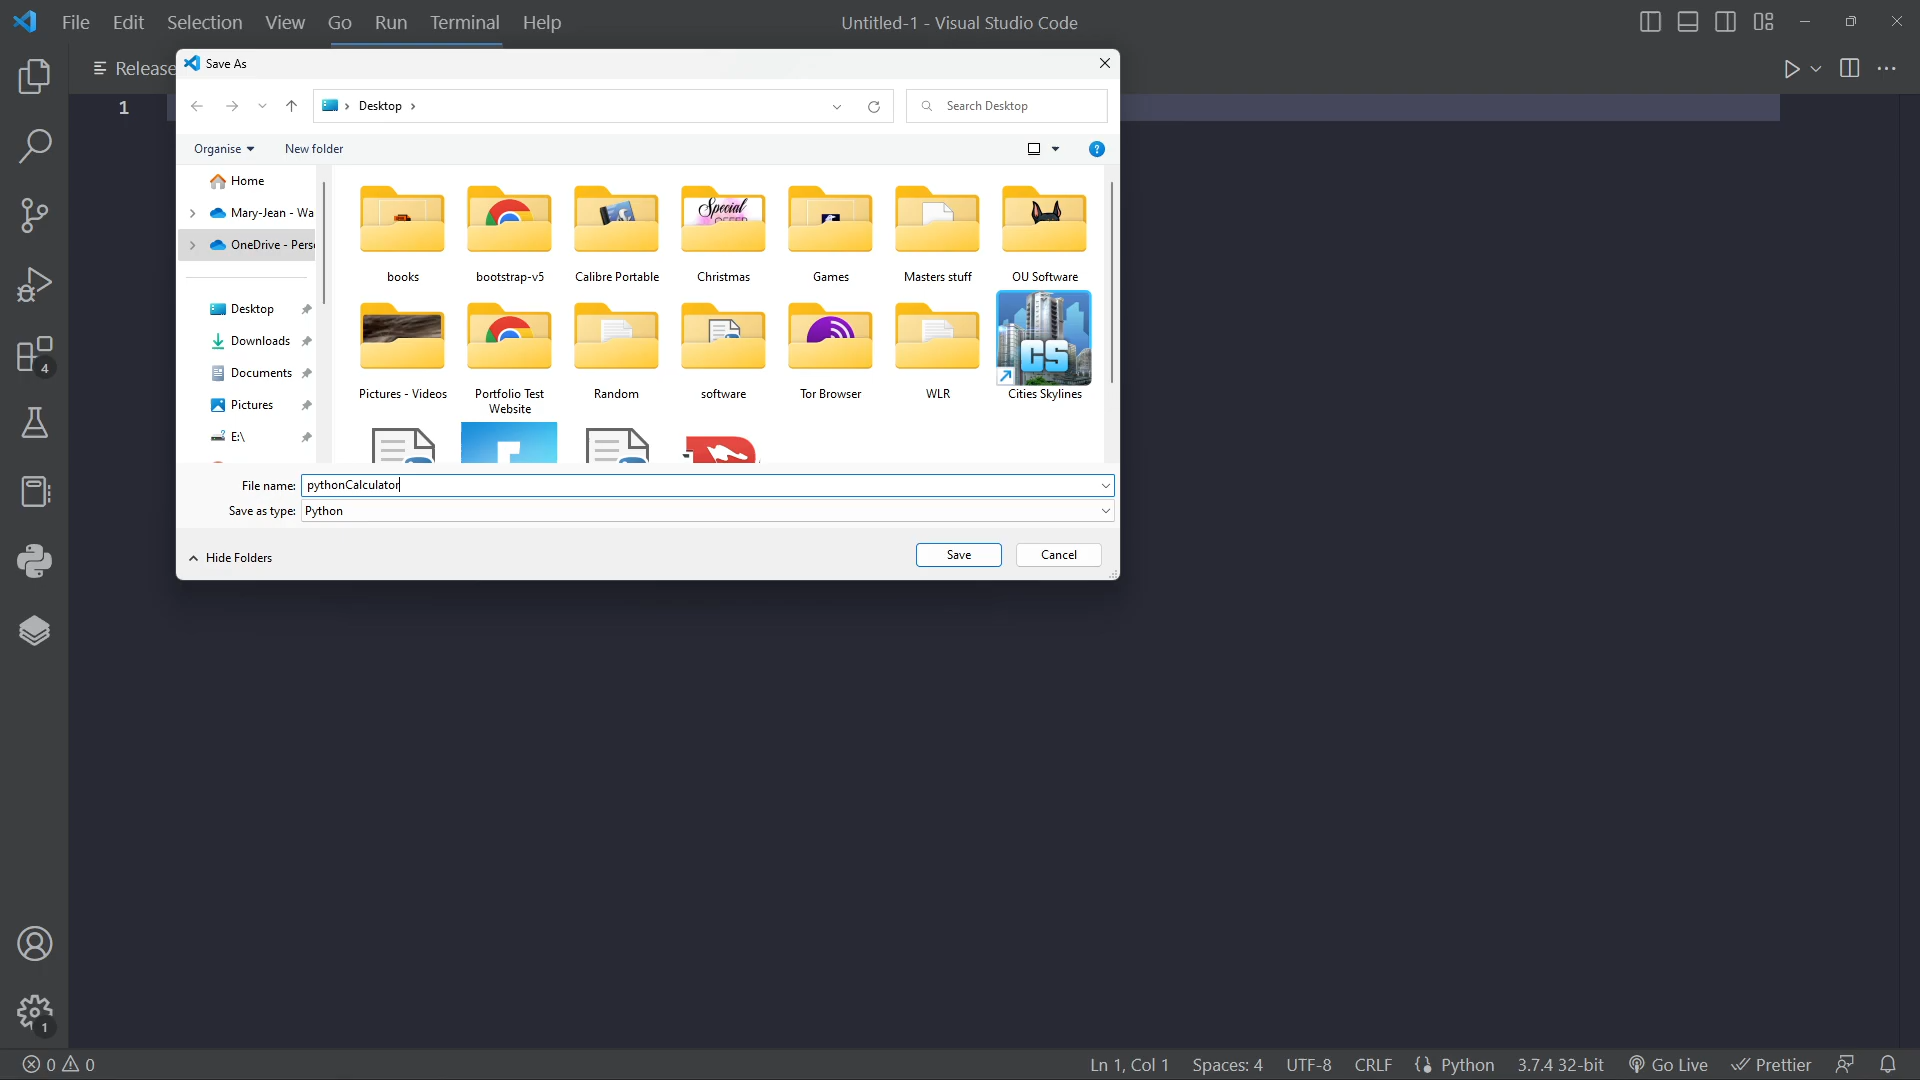 File Edit Selection View Go Run Terminal Help
Untitled-1 - Visual Studio Code
Release
Save As
Desktop
Search Desktop
Organise
New folder
Home
Mary-Jean - Wa
OneDrive - Pers
Desktop
Downloads
Documents
Pictures
E:\
books
bootstrap-v5
Calibre Portable
Special
Christmas
Games
Masters stuff
OU Software
Pictures - Videos
Portfolio Test
Website
Random
software
Tor Browser
WLR
CS
Cities Skylines
File name: pythonCalculator
Save as type: Python
Hide Folders
Save
Cancel
1
4
1
0 0
Ln 1, Col 1 Spaces: 4 UTF-8 CRLF Python 3.7.4 32-bit Go Live Prettier